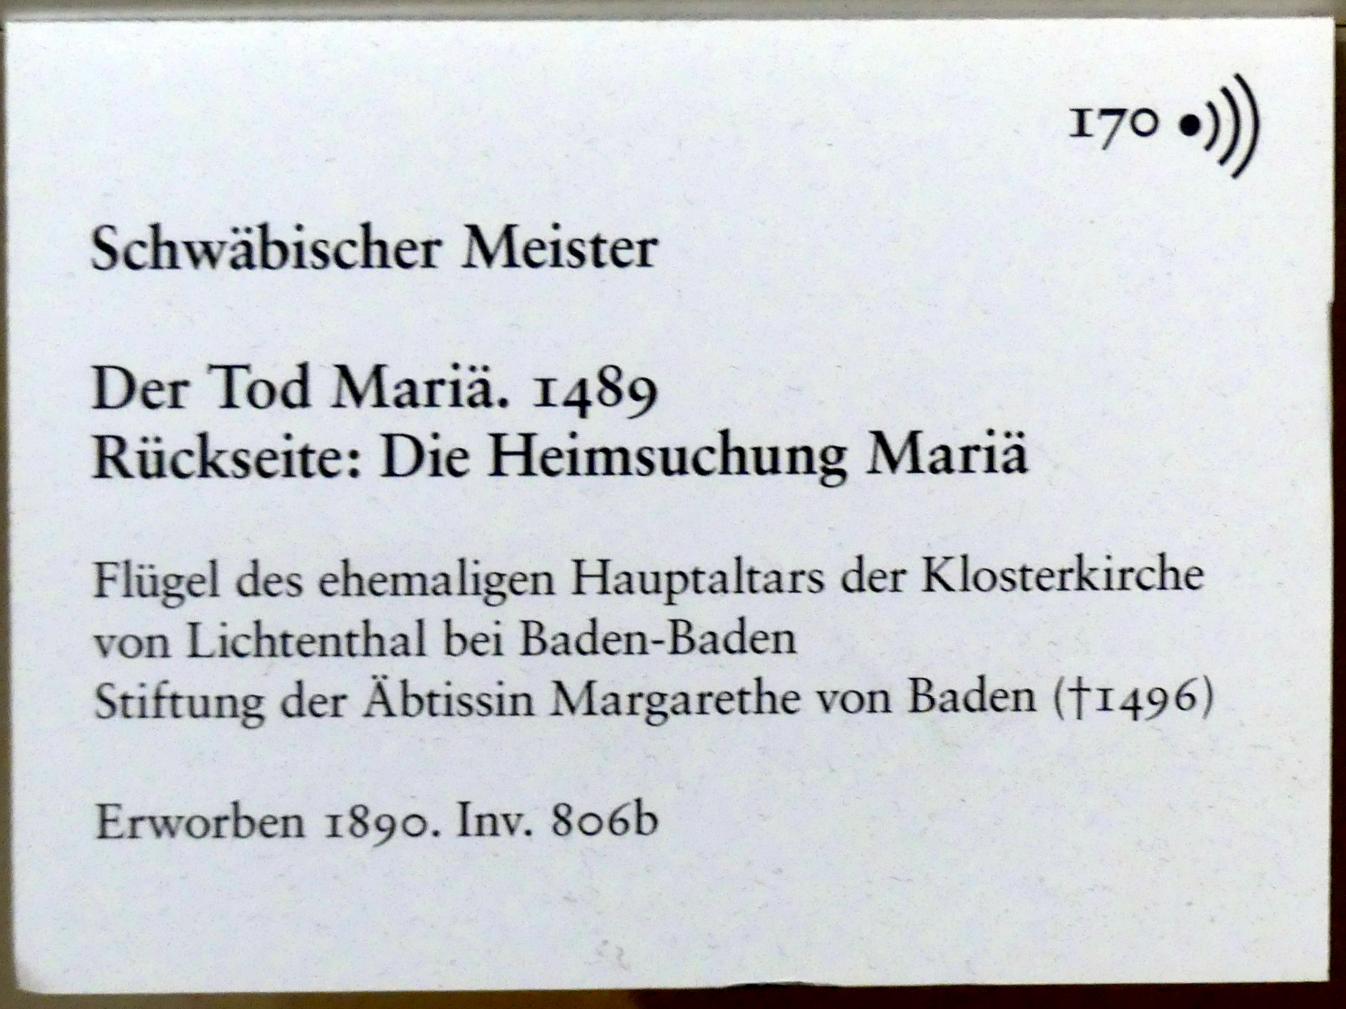 170
Schwäbischer Meister
Der Tod Mariä. 1489
Rückseite: Die Heimsuchung Mariä
Flügel des ehemaligen Hauptaltars der Klosterkirche
von Lichtenthal bei Baden-Baden
Stiftung der Äbtissin Margarethe von Baden (†1496)
Erworben 1890. Inv. 806b